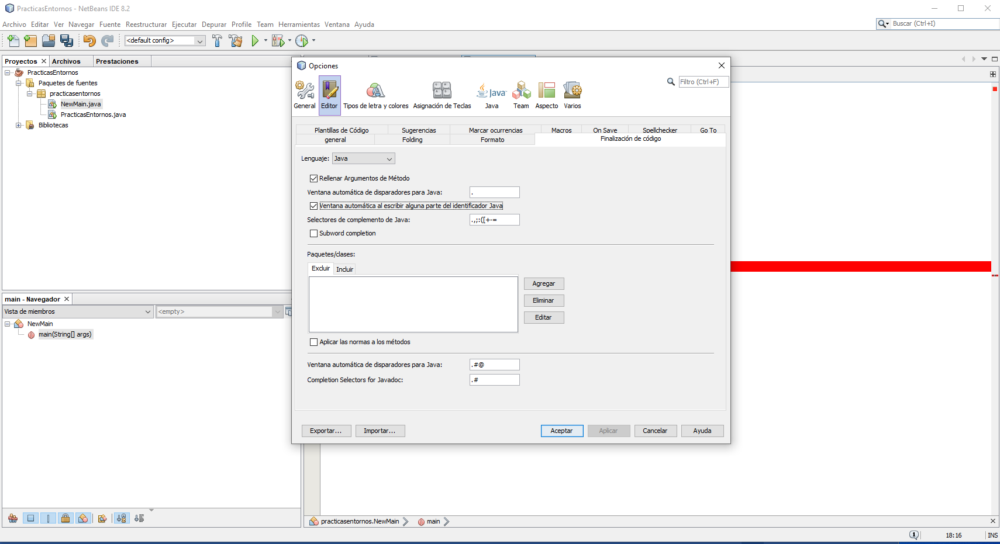 PracticasEntornos - NetBeans IDE 8.2
Archivo Editar Ver Navegar Fuente Reestructurar Ejecutar Depurar Profile Team Herramientas Ventana Ayuda
Buscar (Ctrl+I)
<default config>
Proyectos Archivos Prestaciones
PracticasEntornos
Paquetes de fuentes
practicasentornos
NewMain.java
PracticasEntornos.java
Bibliotecas
main - Navegador
Vista de miembros <empty>
NewMain
main(String[] args)
Opciones
Filtro (Ctrl+F)
General Editor Tipos de letra y colores Asignación de Teclas Java Team Aspecto Varios
Plantillas de Código Sugerencias Marcar ocurrencias Macros On Save Spellchecker Go To
general Folding Formato Finalización de código
Lenguaje: Java
Rellenar Argumentos de Método
Ventana automática de disparadores para Java: .
Ventana automática al escribir alguna parte del identificador Java
Selectores de complemento de Java: .,;:([+-=
Subword completion
Paquetes/clases:
Excluir Incluir
Agregar
Eliminar
Editar
Aplicar las normas a los métodos
Ventana automática de disparadores para Java: .#@
Completion Selectors for Javadoc: .#
Exportar... Importar... Aceptar Aplicar Cancelar Ayuda
practicasentornos.NewMain main
1 18:16 INS